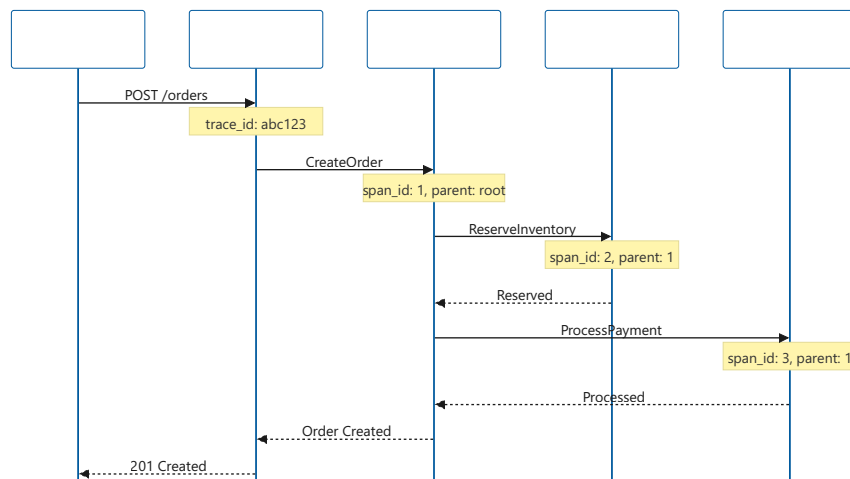 POST /orders
trace_id: abc123
CreateOrder
span_id: 1, parent: root
ReserveInventory
span_id: 2, parent: 1
Reserved
ProcessPayment
span_id: 3, parent: 1
Processed
Order Created
201 Created